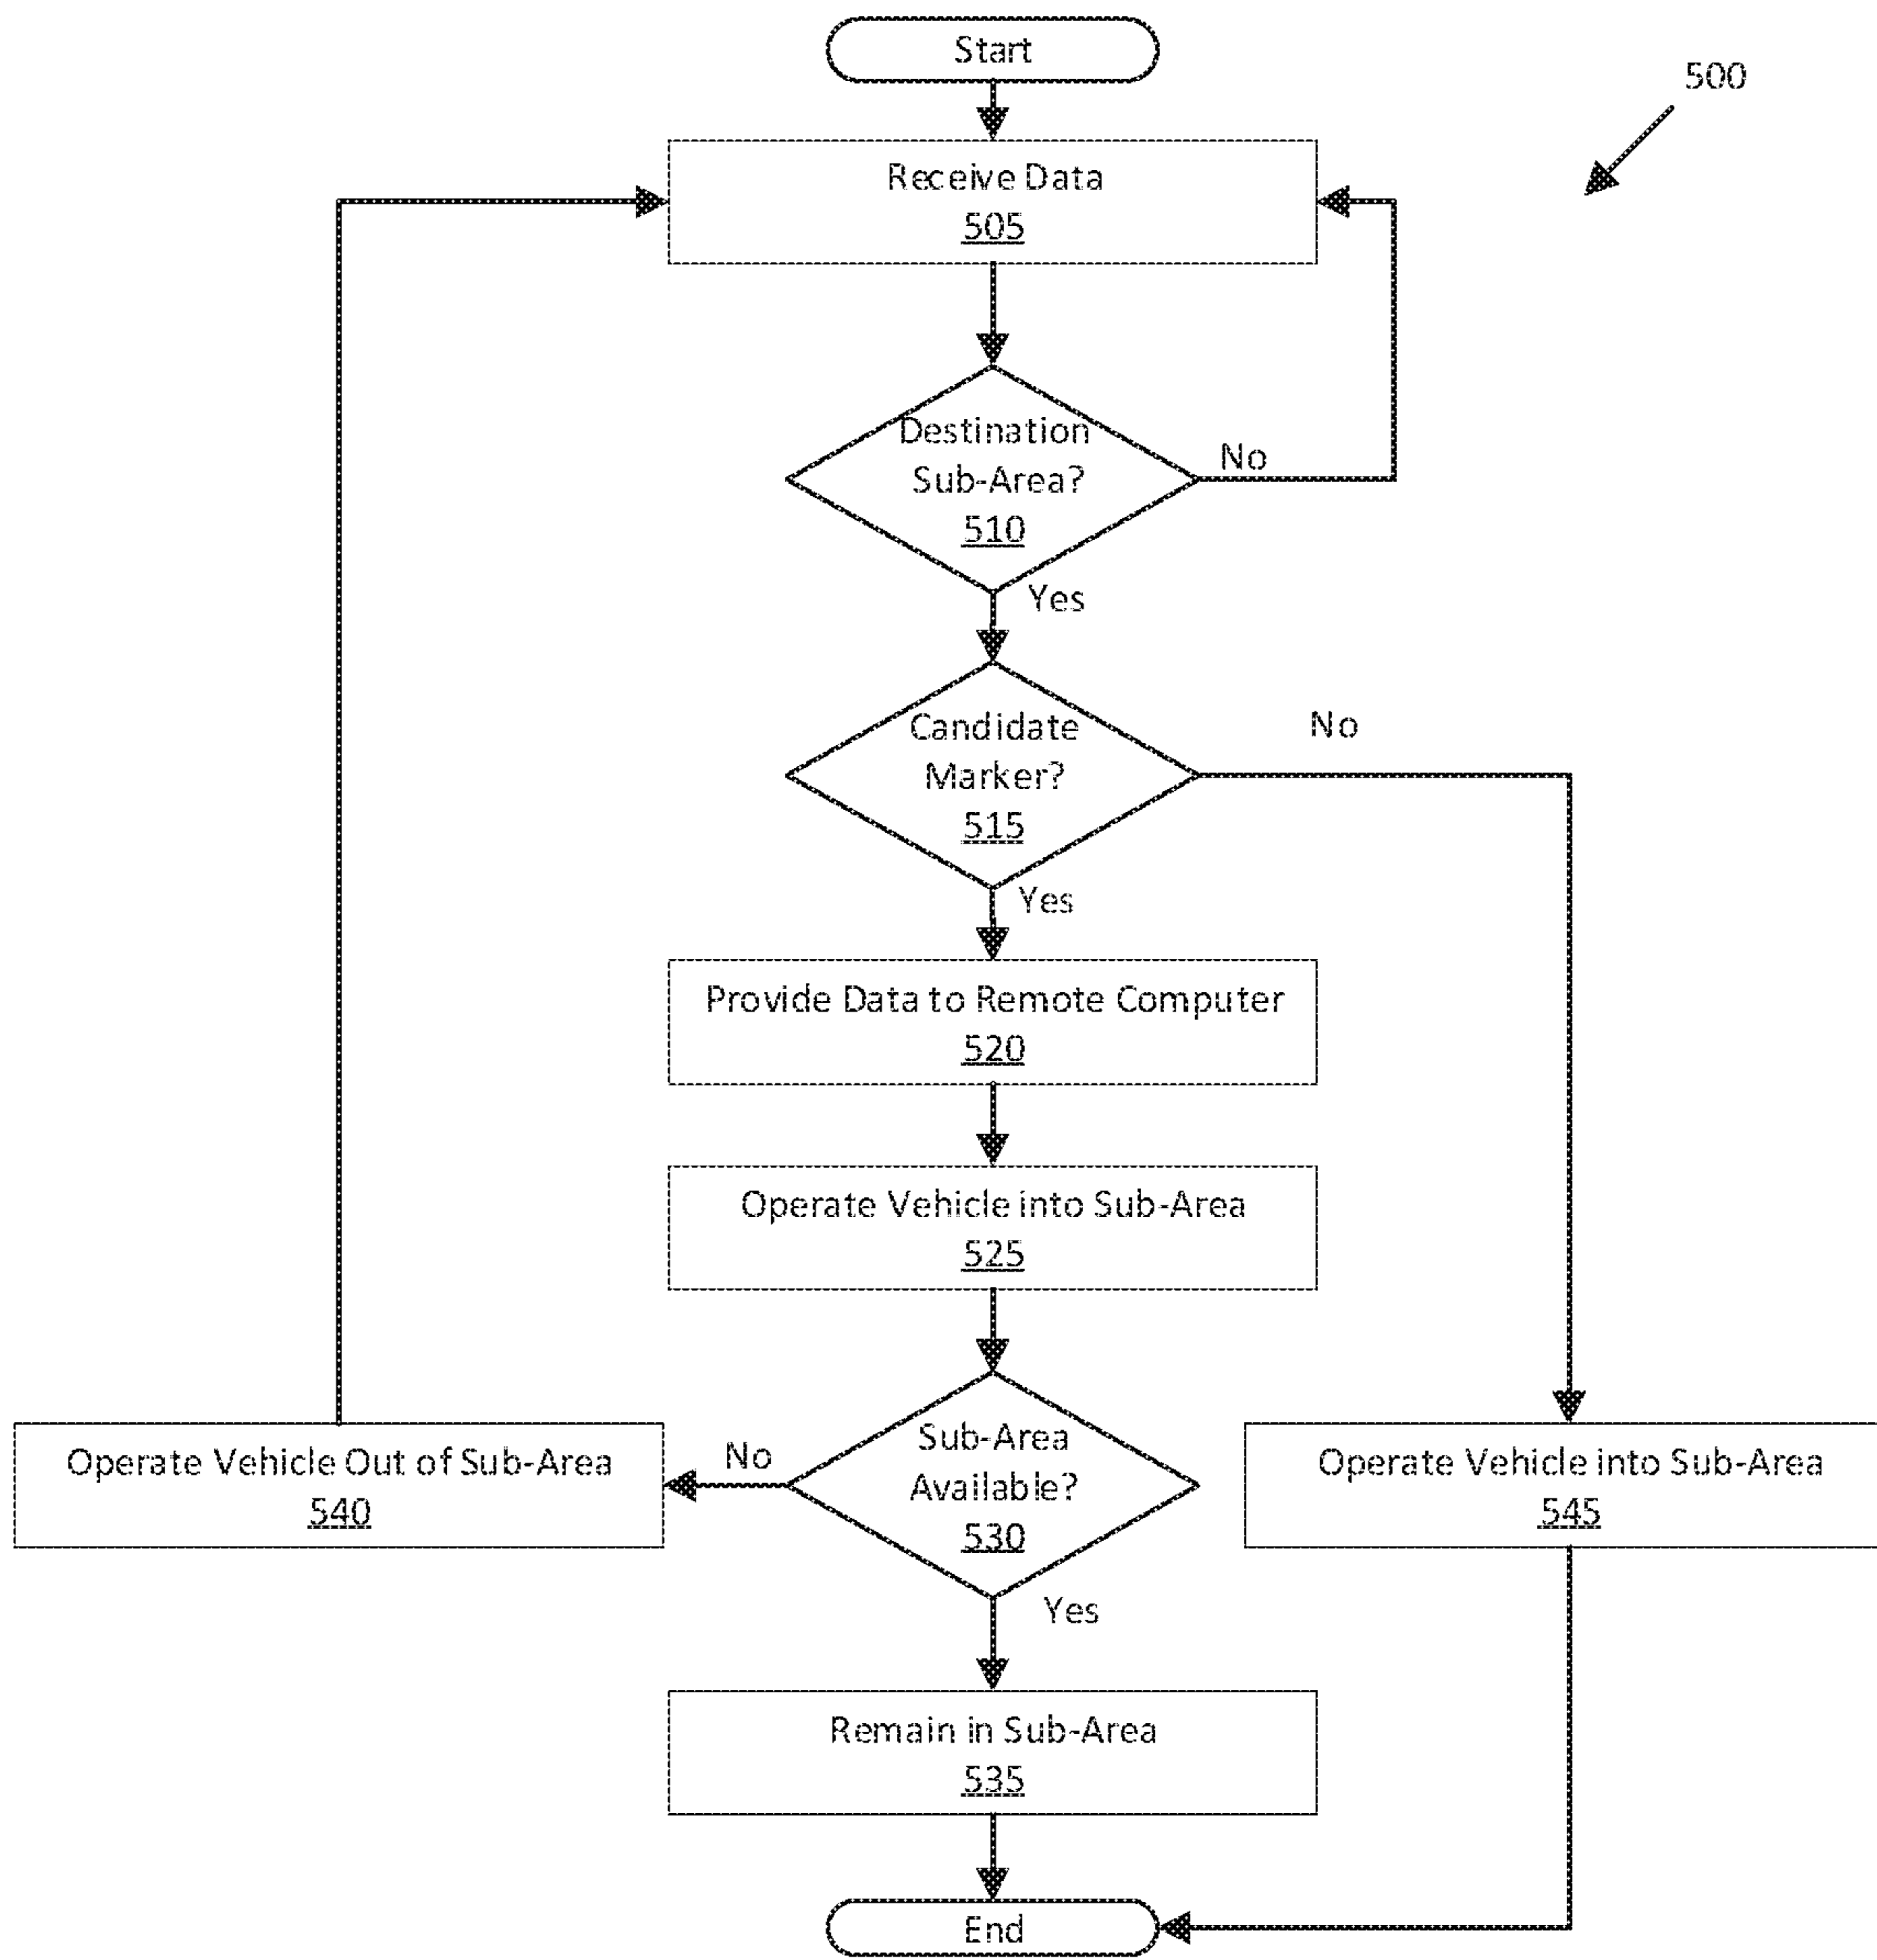 Start
500
Receive Data
505
Destination
Sub-Area?
510
No
Yes
Candidate
Marker?
515
No
Yes
Provide Data to Remote Computer
520
Operate Vehicle into Sub-Area
525
Sub-Area
Available?
530
No
Yes
Operate Vehicle Out of Sub-Area
540
Operate Vehicle into Sub-Area
545
Remain in Sub-Area
535
End